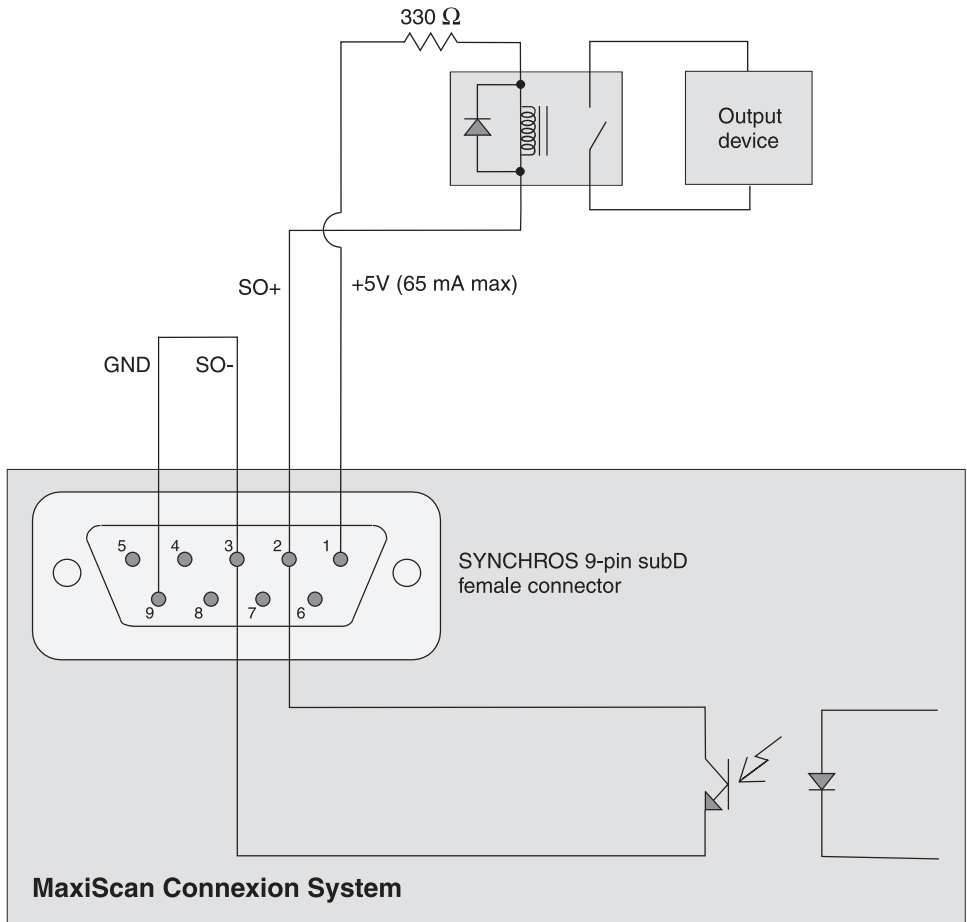 330 Ω
Output
device
SO+
+5V (65 mA max)
GND
SO-
5
4
3
2
1
9
8
7
6
SYNCHROS 9-pin subD
female connector
MaxiScan Connexion System